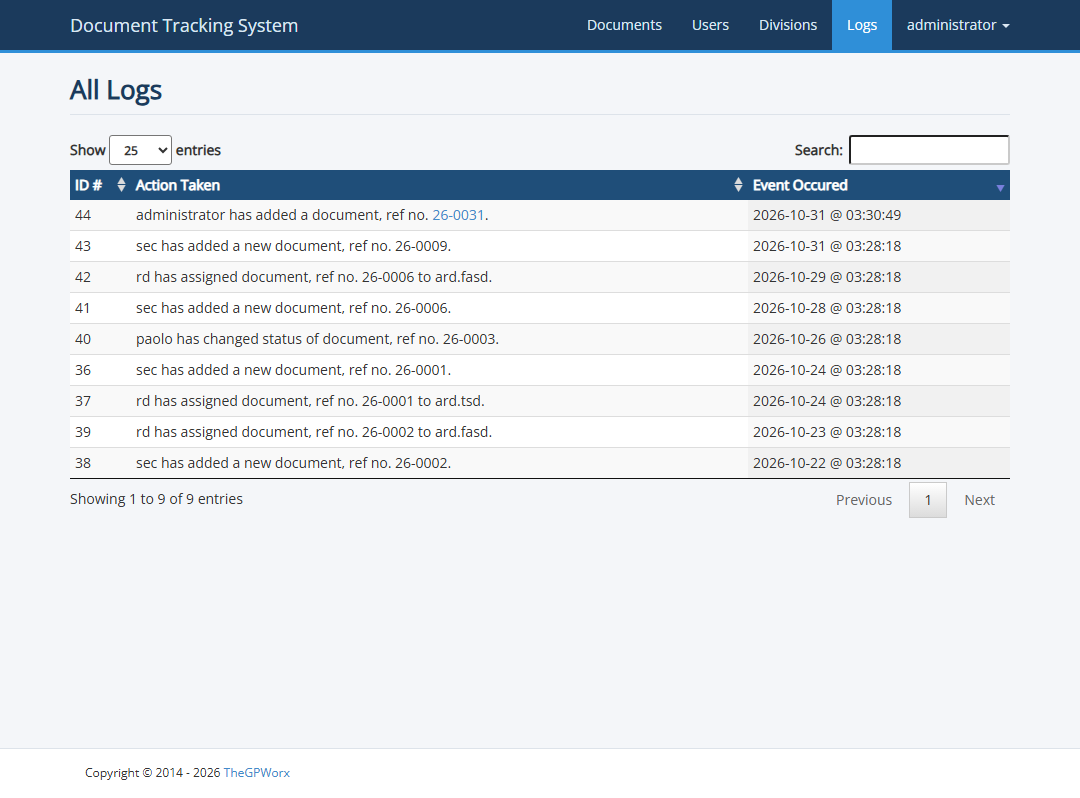 Document Tracking System Documents Users Divisions Logs administrator
All Logs
Show 25 entries Search:
ID # Action Taken Event Occured
44 administrator has added a document, ref no. 26-0031. 2026-10-31 @ 03:30:49
43 sec has added a new document, ref no. 26-0009. 2026-10-31 @ 03:28:18
42 rd has assigned document, ref no. 26-0006 to ard.fasd. 2026-10-29 @ 03:28:18
41 sec has added a new document, ref no. 26-0006. 2026-10-28 @ 03:28:18
40 paolo has changed status of document, ref no. 26-0003. 2026-10-26 @ 03:28:18
36 sec has added a new document, ref no. 26-0001. 2026-10-24 @ 03:28:18
37 rd has assigned document, ref no. 26-0001 to ard.tsd. 2026-10-24 @ 03:28:18
39 rd has assigned document, ref no. 26-0002 to ard.fasd. 2026-10-23 @ 03:28:18
38 sec has added a new document, ref no. 26-0002. 2026-10-22 @ 03:28:18
Showing 1 to 9 of 9 entries Previous 1 Next
Copyright © 2014 - 2026 TheGPWorx